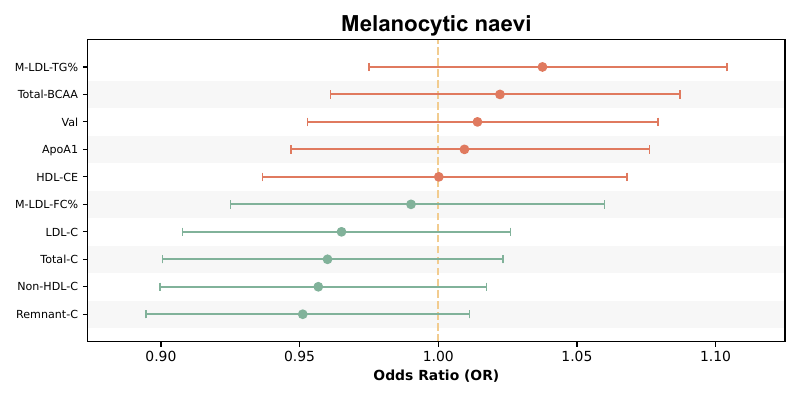 Melanocytic naevi
M-LDL-TG%
Total-BCAA
Val
ApoA1
HDL-CE
M-LDL-FC%
LDL-C
Total-C
Non-HDL-C
Remnant-C
0.90 0.95 1.00 1.05 1.10
Odds Ratio (OR)